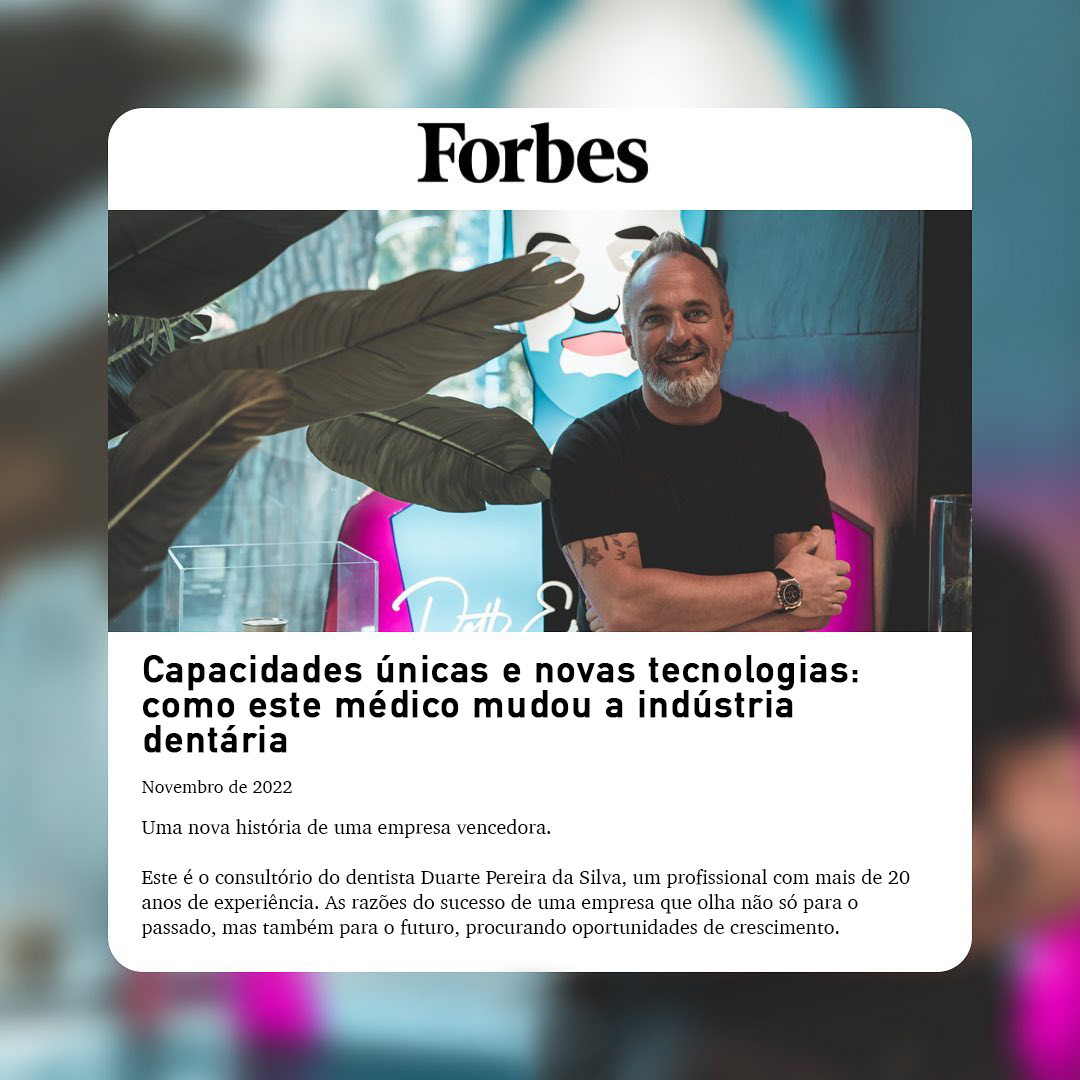 Forbes
Capacidades únicas e novas tecnologias:
como este médico mudou a indústria
dentária
Novembro de 2022
Uma nova história de uma empresa vencedora.
Este é o consultório do dentista Duarte Pereira da Silva, um profissional com mais de 20
anos de experiência. As razões do sucesso de uma empresa que olha não só para o
passado, mas também para o futuro, procurando oportunidades de crescimento.